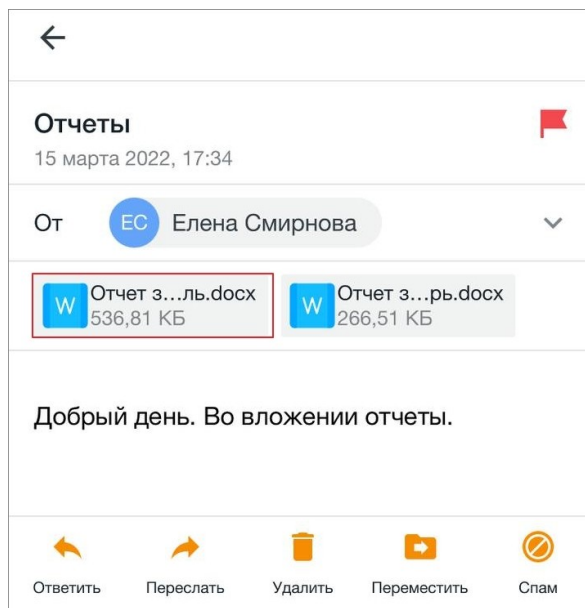 Отчеты
15 марта 2022, 17:34
От ЕС Елена Смирнова
W Отчет з...ль.docx W Отчет з...рь.docx
536,81 КБ 266,51 КБ
Добрый день. Во вложении отчеты.
Ответить Переслать Удалить Переместить Спам